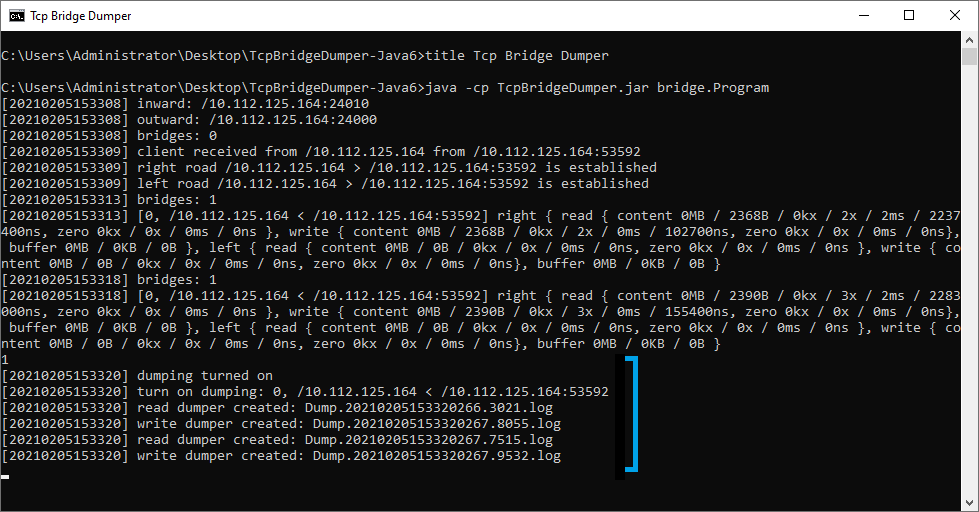 Tcp Bridge Dumper
C:\Users\Administrator\Desktop\TcpBridgeDumper-Java6>title Tcp Bridge Dumper
C:\Users\Administrator\Desktop\TcpBridgeDumper-Java6>java -cp TcpBridgeDumper.jar bridge.Program
[20210205153308] inward: /10.112.125.164:24010
[20210205153308] outward: /10.112.125.164:24000
[20210205153308] bridges: 0
[20210205153309] client received from /10.112.125.164 from /10.112.125.164:53592
[20210205153309] right road /10.112.125.164 > /10.112.125.164:53592 is established
[20210205153309] left road /10.112.125.164 > /10.112.125.164:53592 is established
[20210205153313] bridges: 1
[20210205153313] [0, /10.112.125.164 < /10.112.125.164:53592] right { read { content 0MB / 2368B / 0kx / 2x / 2ms / 2237
400ns, zero 0kx / 0x / 0ms / 0ns }, write { content 0MB / 2368B / 0kx / 2x / 0ms / 102700ns, zero 0kx / 0x / 0ms / 0ns},
 buffer 0MB / 0KB / 0B }, left { read { content 0MB / 0B / 0kx / 0x / 0ms / 0ns, zero 0kx / 0x / 0ms / 0ns }, write { co
ntent 0MB / 0B / 0kx / 0x / 0ms / 0ns, zero 0kx / 0x / 0ms / 0ns}, buffer 0MB / 0KB / 0B }
[20210205153318] bridges: 1
[20210205153318] [0, /10.112.125.164 < /10.112.125.164:53592] right { read { content 0MB / 2390B / 0kx / 3x / 2ms / 2283
000ns, zero 0kx / 0x / 0ms / 0ns }, write { content 0MB / 2390B / 0kx / 3x / 0ms / 155400ns, zero 0kx / 0x / 0ms / 0ns},
 buffer 0MB / 0KB / 0B }, left { read { content 0MB / 0B / 0kx / 0x / 0ms / 0ns, zero 0kx / 0x / 0ms / 0ns }, write { co
ntent 0MB / 0B / 0kx / 0x / 0ms / 0ns, zero 0kx / 0x / 0ms / 0ns}, buffer 0MB / 0KB / 0B }
1
[20210205153320] dumping turned on
[20210205153320] turn on dumping: 0, /10.112.125.164 < /10.112.125.164:53592
[20210205153320] read dumper created: Dump.20210205153320266.3021.log
[20210205153320] write dumper created: Dump.20210205153320267.8055.log
[20210205153320] read dumper created: Dump.20210205153320267.7515.log
[20210205153320] write dumper created: Dump.20210205153320267.9532.log